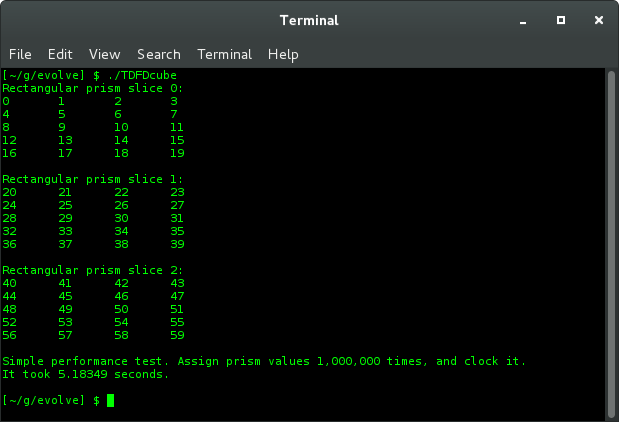 Terminal
File Edit View Search Terminal Help
[~/g/evolve] $ ./TDFDcube
Rectangular prism slice 0:
0 1 2 3
4 5 6 7
8 9 10 11
12 13 14 15
16 17 18 19
Rectangular prism slice 1:
20 21 22 23
24 25 26 27
28 29 30 31
32 33 34 35
36 37 38 39
Rectangular prism slice 2:
40 41 42 43
44 45 46 47
48 49 50 51
52 53 54 55
56 57 58 59
Simple performance test. Assign prism values 1,000,000 times, and clock it.
It took 5.18349 seconds.
[~/g/evolve] $